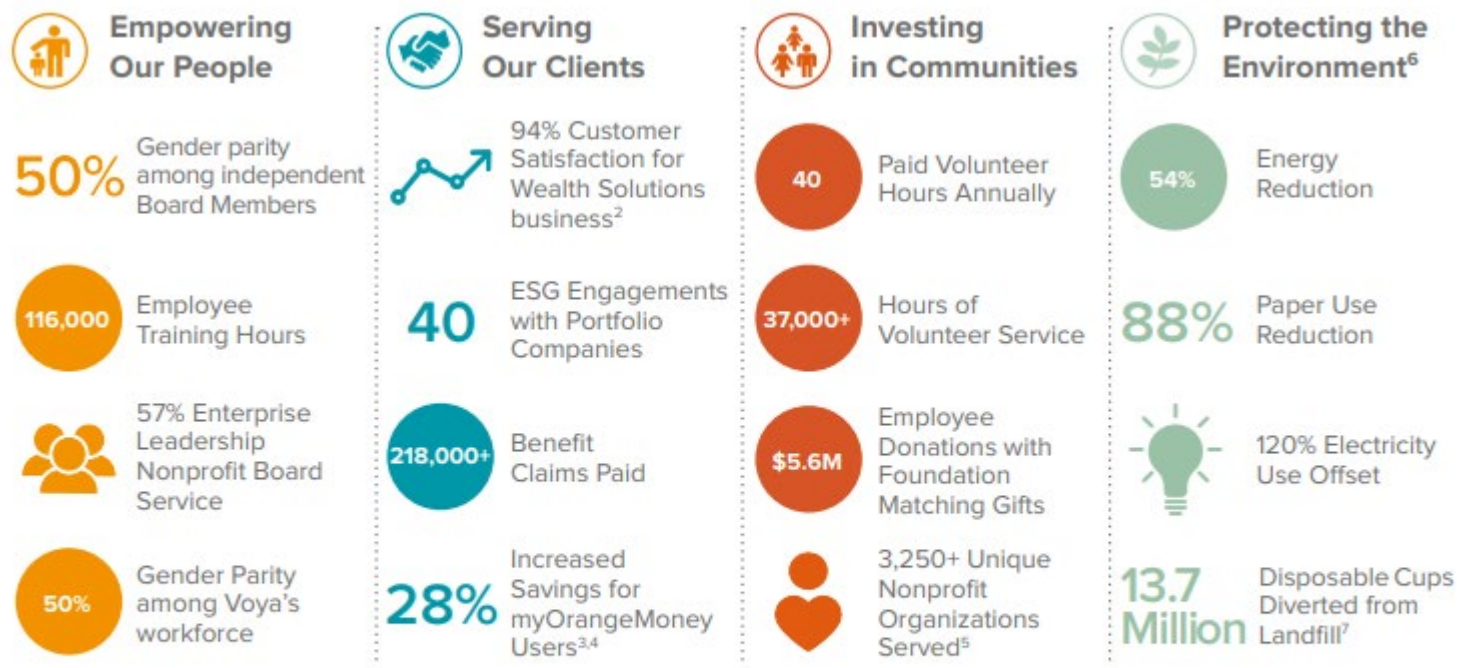 Empowering
Our People
50%
Gender parity
among independent
Board Members
116,000
Employee
Training Hours
57% Enterprise
Leadership
Nonprofit Board
Service
50%
Gender Parity
among Voya's
workforce
Serving
Our Clients
94% Customer
Satisfaction for
Wealth Solutions
business²
40
ESG Engagements
with Portfolio
Companies
218,000+
Benefit
Claims Paid
28%
Increased
Savings for
myOrangeMoney
Users³,⁴
Investing
in Communities
40
Paid Volunteer
Hours Annually
37,000+
Hours of
Volunteer Service
$5.6M
Employee
Donations with
Foundation
Matching Gifts
3,250+ Unique
Nonprofit
Organizations
Served⁵
Protecting the
Environment⁶
54%
Energy
Reduction
88%
Paper Use
Reduction
120% Electricity
Use Offset
13.7
Million
Disposable Cups
Diverted from
Landfill⁷